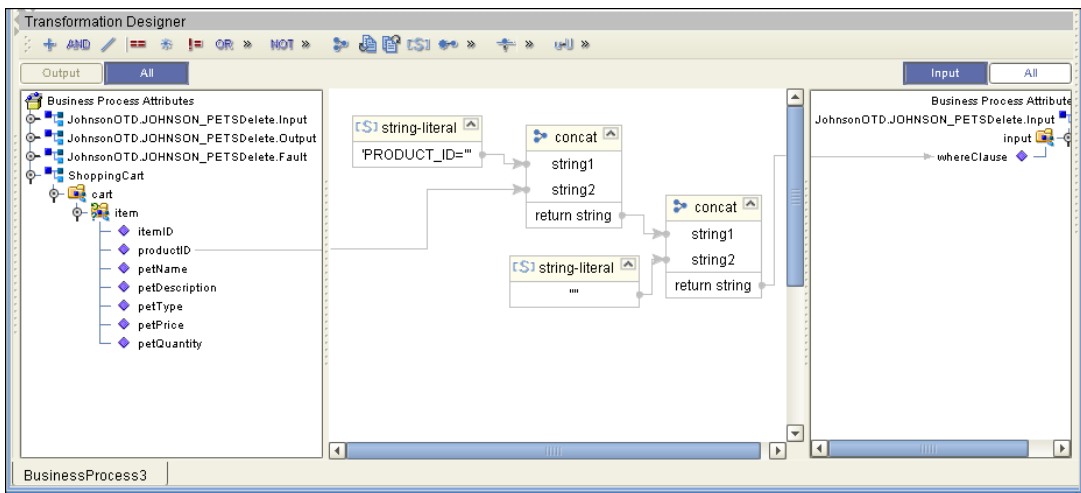 Transformation Designer
AND == != OR » NOT » [S] » » »
Output All Input All
Business Process Attributes
JohnsonOTD.JOHNSON_PETSDelete.Input
JohnsonOTD.JOHNSON_PETSDelete.Output
JohnsonOTD.JOHNSON_PETSDelete.Fault
ShoppingCart
cart
item
itemID
productID
petName
petDescription
petType
petPrice
petQuantity
[S] string-literal
'PRODUCT_ID='"
concat
string1
string2
return string
concat
string1
string2
return string
[S] string-literal
""
Business Process Attribute
JohnsonOTD.JOHNSON_PETSDelete.Input
input
whereClause
BusinessProcess3